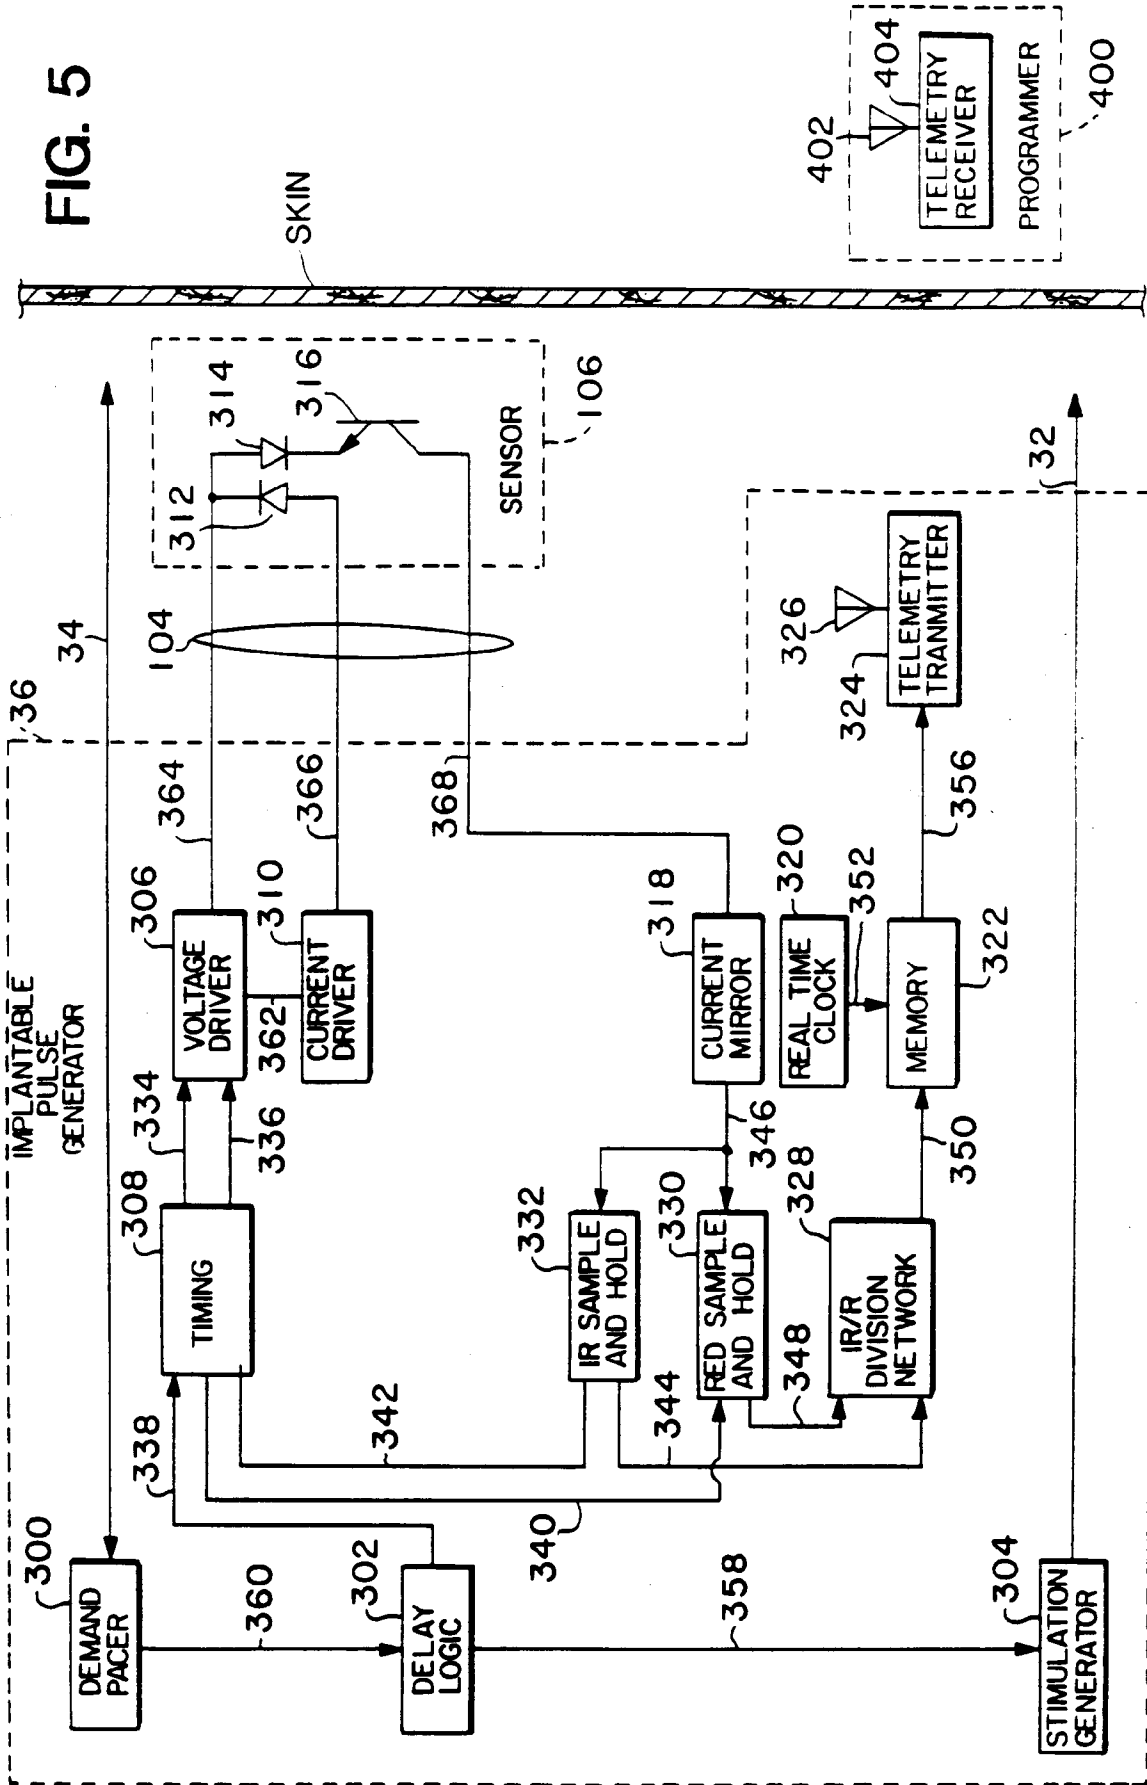 FIG. 5
IMPLANTABLE
PULSE
GENERATOR
36
34
300
DEMAND
PACER
360
302
DELAY
LOGIC
338
308
TIMING
334
336
306
VOLTAGE
DRIVER
362
310
CURRENT
DRIVER
364
366
104
312
314
316
SENSOR
106
SKIN
342
340
332
IR SAMPLE
AND HOLD
330
RED SAMPLE
AND HOLD
344
348
346
318
CURRENT
MIRROR
368
328
IR/R
DIVISION
NETWORK
350
320
REAL TIME
CLOCK
352
MEMORY
322
356
326
324
TELEMETRY
TRANMITTER
358
304
STIMULATION
GENERATOR
32
402
404
TELEMETRY
RECEIVER
PROGRAMMER
400